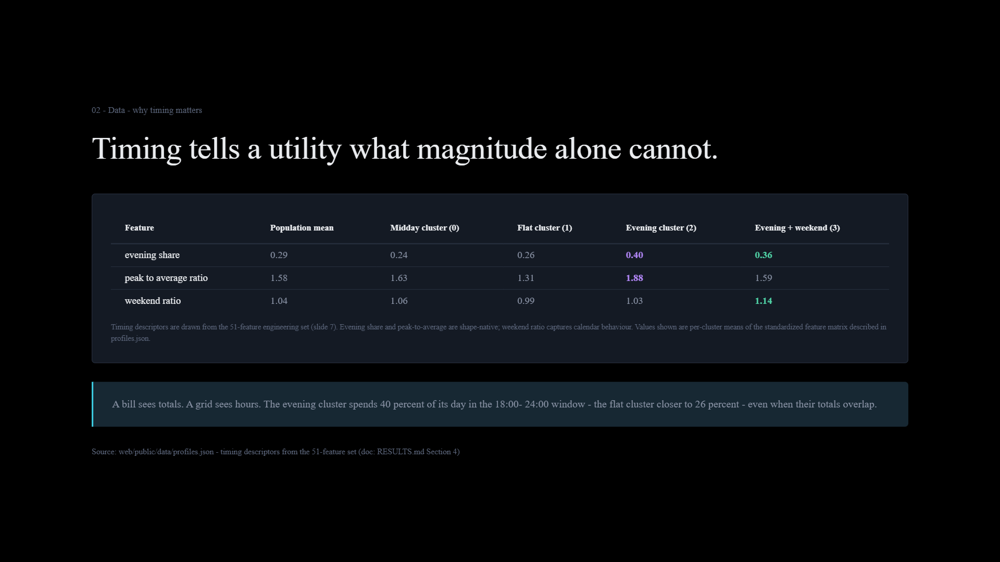 02 - Data - why timing matters
Timing tells a utility what magnitude alone cannot.
Feature Population mean Midday cluster (0) Flat cluster (1) Evening cluster (2) Evening + weekend (3)
evening share 0.29 0.24 0.26 0.40 0.36
peak to average ratio 1.58 1.63 1.31 1.88 1.59
weekend ratio 1.04 1.06 0.99 1.03 1.14
Timing descriptors are drawn from the 51-feature engineering set (slide 7). Evening share and peak-to-average are shape-native; weekend ratio captures calendar behaviour. Values shown are per-cluster means of the standardized feature matrix described in
profiles.json.
A bill sees totals. A grid sees hours. The evening cluster spends 40 percent of its day in the 18:00- 24:00 window - the flat cluster closer to 26 percent - even when their totals overlap.
Source: web/public/data/profiles.json - timing descriptors from the 51-feature set (doc: RESULTS.md Section 4)